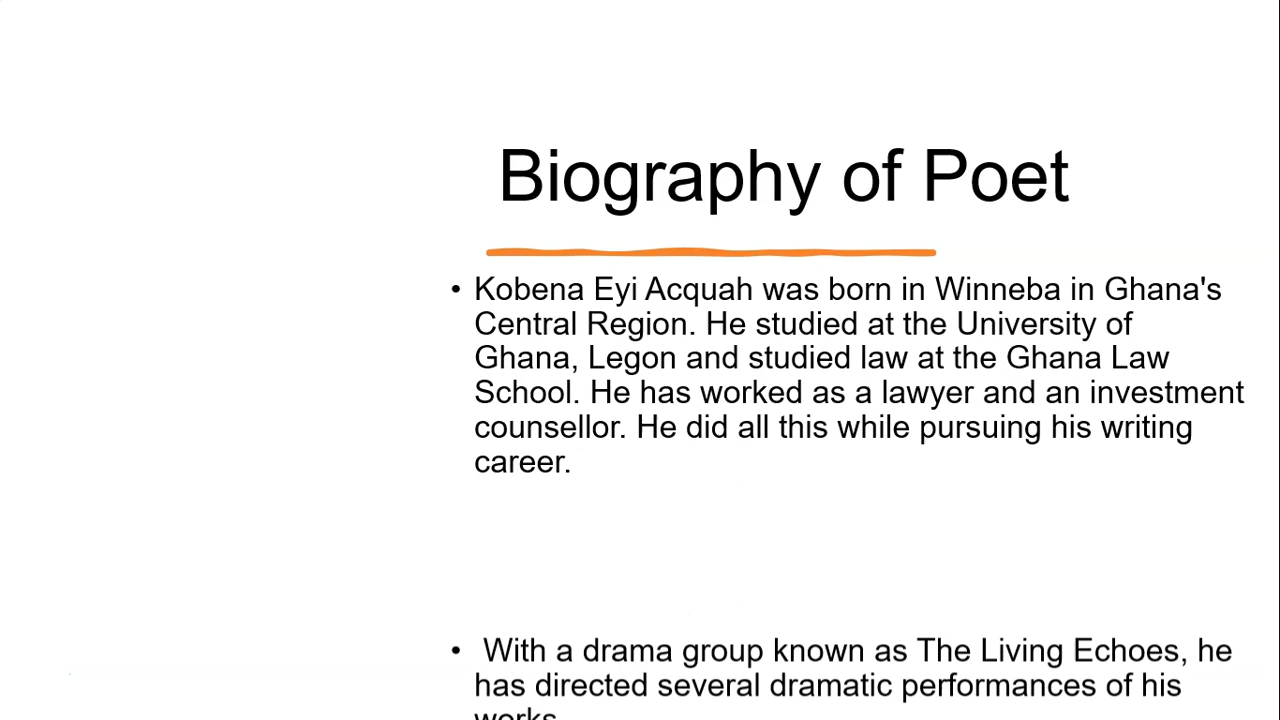 Biography of Poet
• Kobena Eyi Acquah was born in Winneba in Ghana's
Central Region. He studied at the University of
Ghana, Legon and studied law at the Ghana Law
School. He has worked as a lawyer and an investment
counsellor. He did all this while pursuing his writing
career.
• With a drama group known as The Living Echoes, he
has directed several dramatic performances of his
works